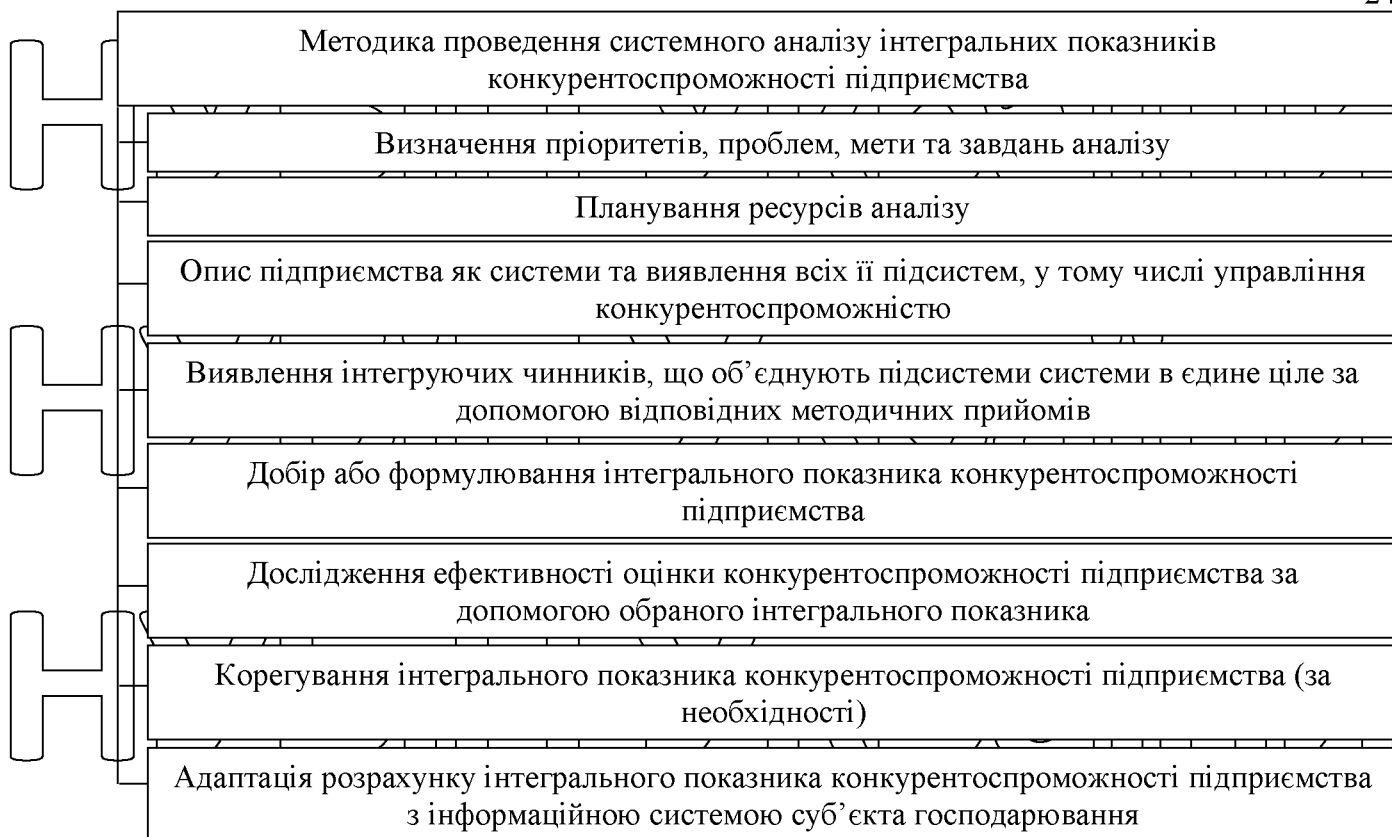 Методика проведення системного аналізу інтегральних показників
конкурентоспроможності підприємства
Визначення пріоритетів, проблем, мети та завдань аналізу
Планування ресурсів аналізу
Опис підприємства як системи та виявлення всіх її підсистем, у тому числі управління
конкурентоспроможністю
Виявлення інтегруючих чинників, що об’єднують підсистеми системи в єдине ціле за
допомогою відповідних методичних прийомів
Добір або формулювання інтегрального показника конкурентоспроможності
підприємства
Дослідження ефективності оцінки конкурентоспроможності підприємства за
допомогою обраного інтегрального показника
Корегування інтегрального показника конкурентоспроможності підприємства (за
необхідності)
Адаптація розрахунку інтегрального показника конкурентоспроможності підприємства
з інформаційною системою суб’єкта господарювання